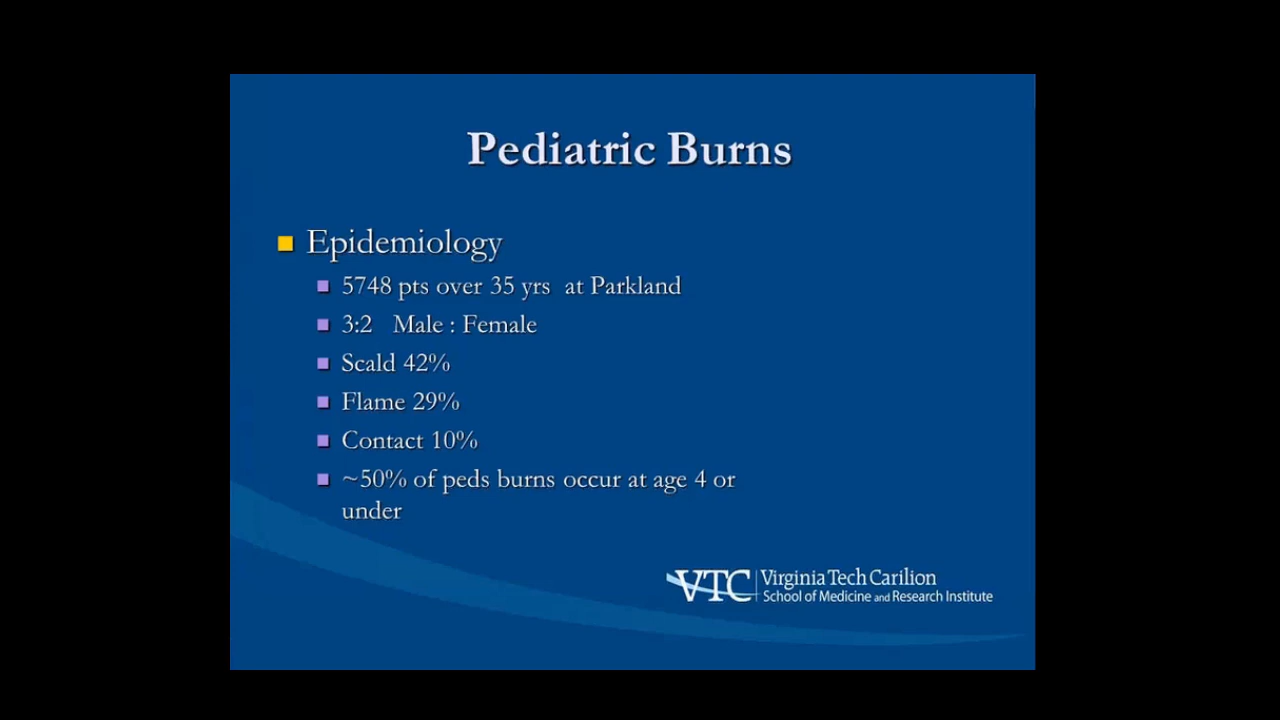 Pediatric Burns
Epidemiology
5748 pts over 35 yrs at Parkland
3:2 Male : Female
Scald 42%
Flame 29%
Contact 10%
~50% of peds burns occur at age 4 or
under
VTC Virginia Tech Carilion
School of Medicine and Research Institute